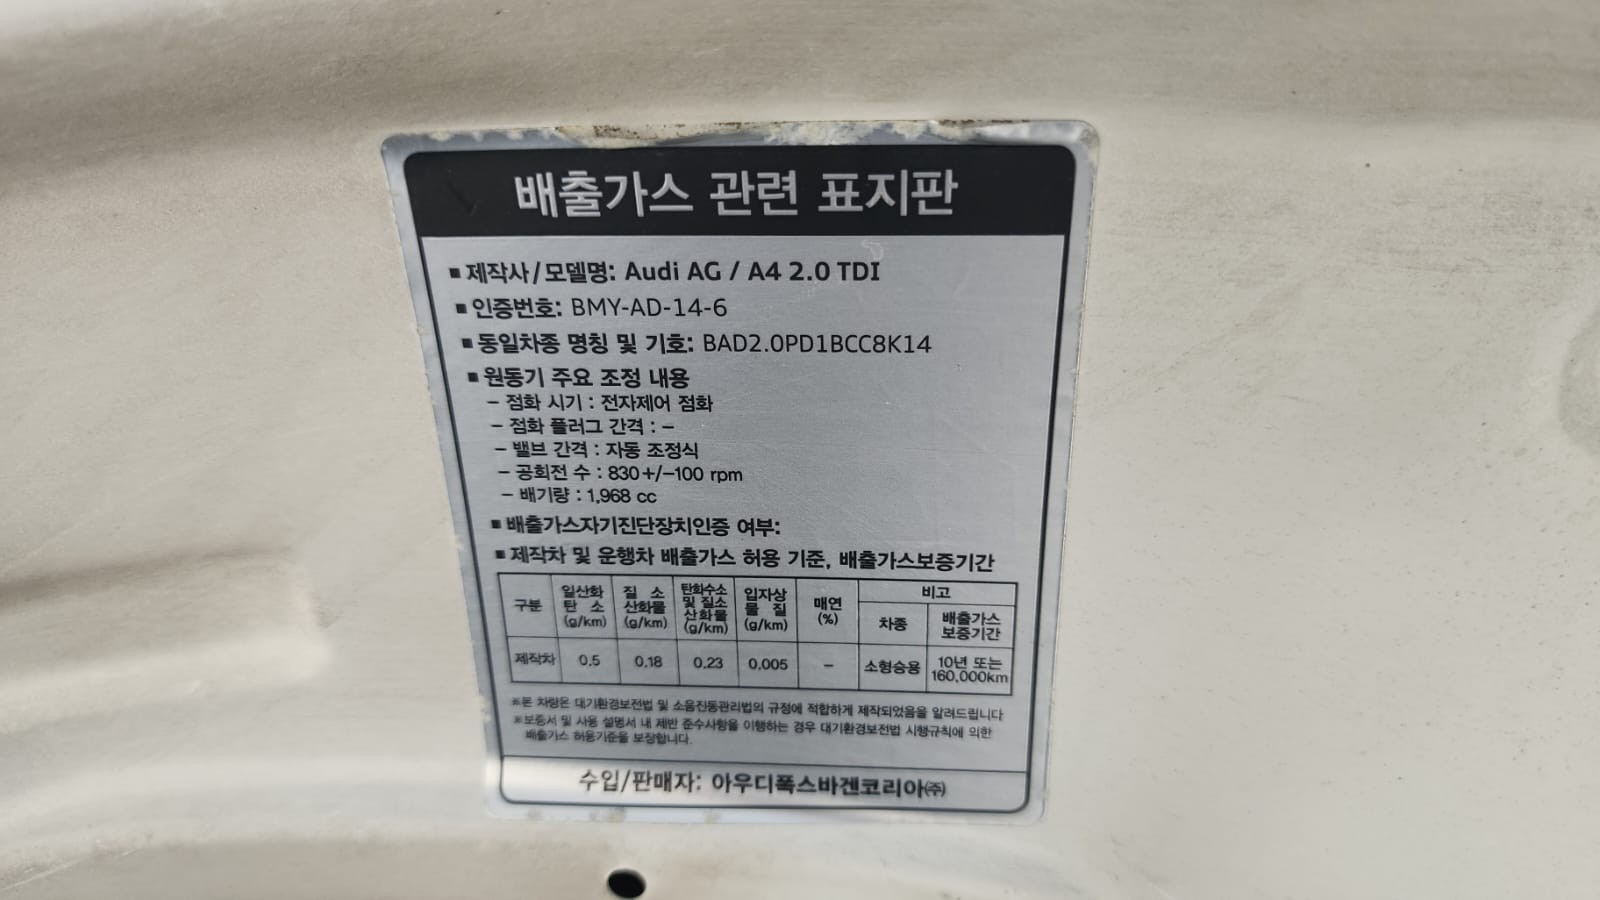 배출가스 관련 표지판
▪ 제작사/모델명: Audi AG / A4 2.0 TDI
▪ 인증번호: BMY-AD-14-6
▪ 동일차종 명칭 및 기호: BAD2.0PD1BCC8K14
▪ 원동기 주요 조정 내용
– 점화 시기 : 전자제어 점화
– 점화 플러그 간격 : –
– 밸브 간격 : 자동 조정식
– 공회전 수 : 830+/–100 rpm
– 배기량 : 1,968 cc
▪ 배출가스자기진단장치인증 여부:
▪ 제작차 및 운행차 배출가스 허용 기준, 배출가스보증기간
구분 일산화 탄 소 (g/km) 질 소 산화물 (g/km) 탄화수소 및 질소 산화물 (g/km) 입자상 물 질 (g/km) 매연 (%) 비고
차종 배출가스 보증기간
제작차 0.5 0.18 0.23 0.005 – 소형승용 10년 또는 160,000km
※본 차량은 대기환경보전법 및 소음진동관리법의 규정에 적합하게 제작되었음을 알려드립니다
※보증서 및 사용 설명서 내 제반 준수사항을 이행하는 경우 대기환경보전법 시행규칙에 의한
배출가스 허용기준을 보장합니다.
수입/판매자: 아우디폭스바겐코리아㈜